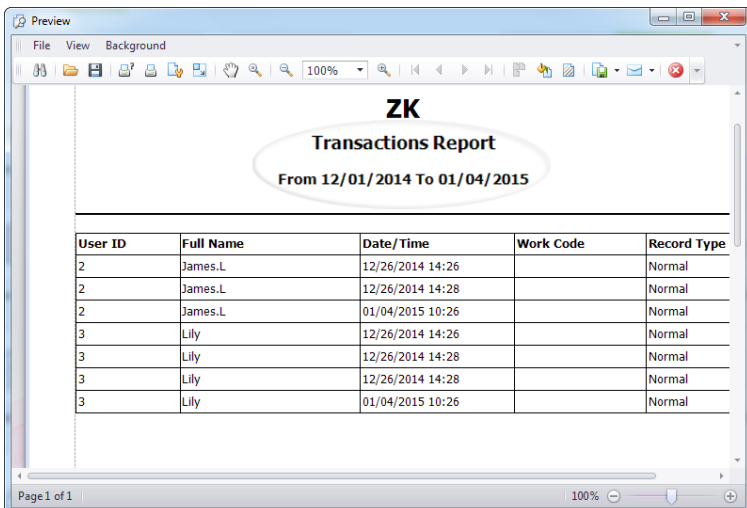 Preview
File View Background
100%
ZK
Transactions Report
From 12/01/2014 To 01/04/2015
User ID Full Name Date/Time Work Code Record Type
2 James.L 12/26/2014 14:26 Normal
2 James.L 12/26/2014 14:28 Normal
2 James.L 01/04/2015 10:26 Normal
3 Lily 12/26/2014 14:26 Normal
3 Lily 12/26/2014 14:28 Normal
3 Lily 12/26/2014 14:28 Normal
3 Lily 01/04/2015 10:26 Normal
Page 1 of 1 100%